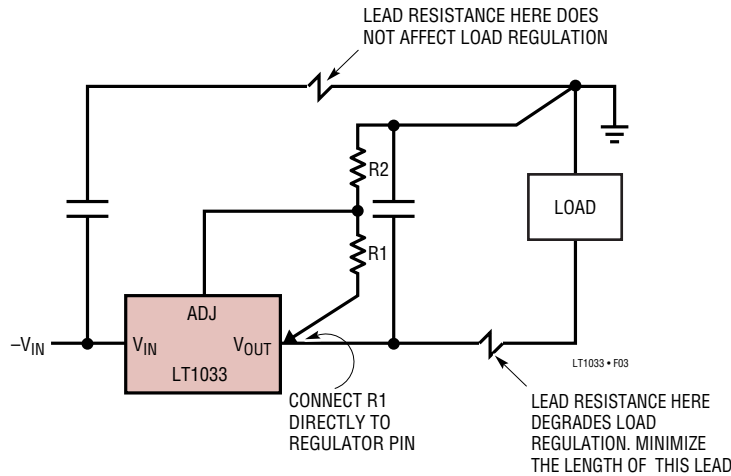 LEAD RESISTANCE HERE DOES
NOT AFFECT LOAD REGULATION
R2
LOAD
R1
ADJ
–VIN
VIN
VOUT
LT1033
LT1033 • F03
CONNECT R1
DIRECTLY TO
REGULATOR PIN
LEAD RESISTANCE HERE
DEGRADES LOAD
REGULATION. MINIMIZE
THE LENGTH OF THIS LEAD